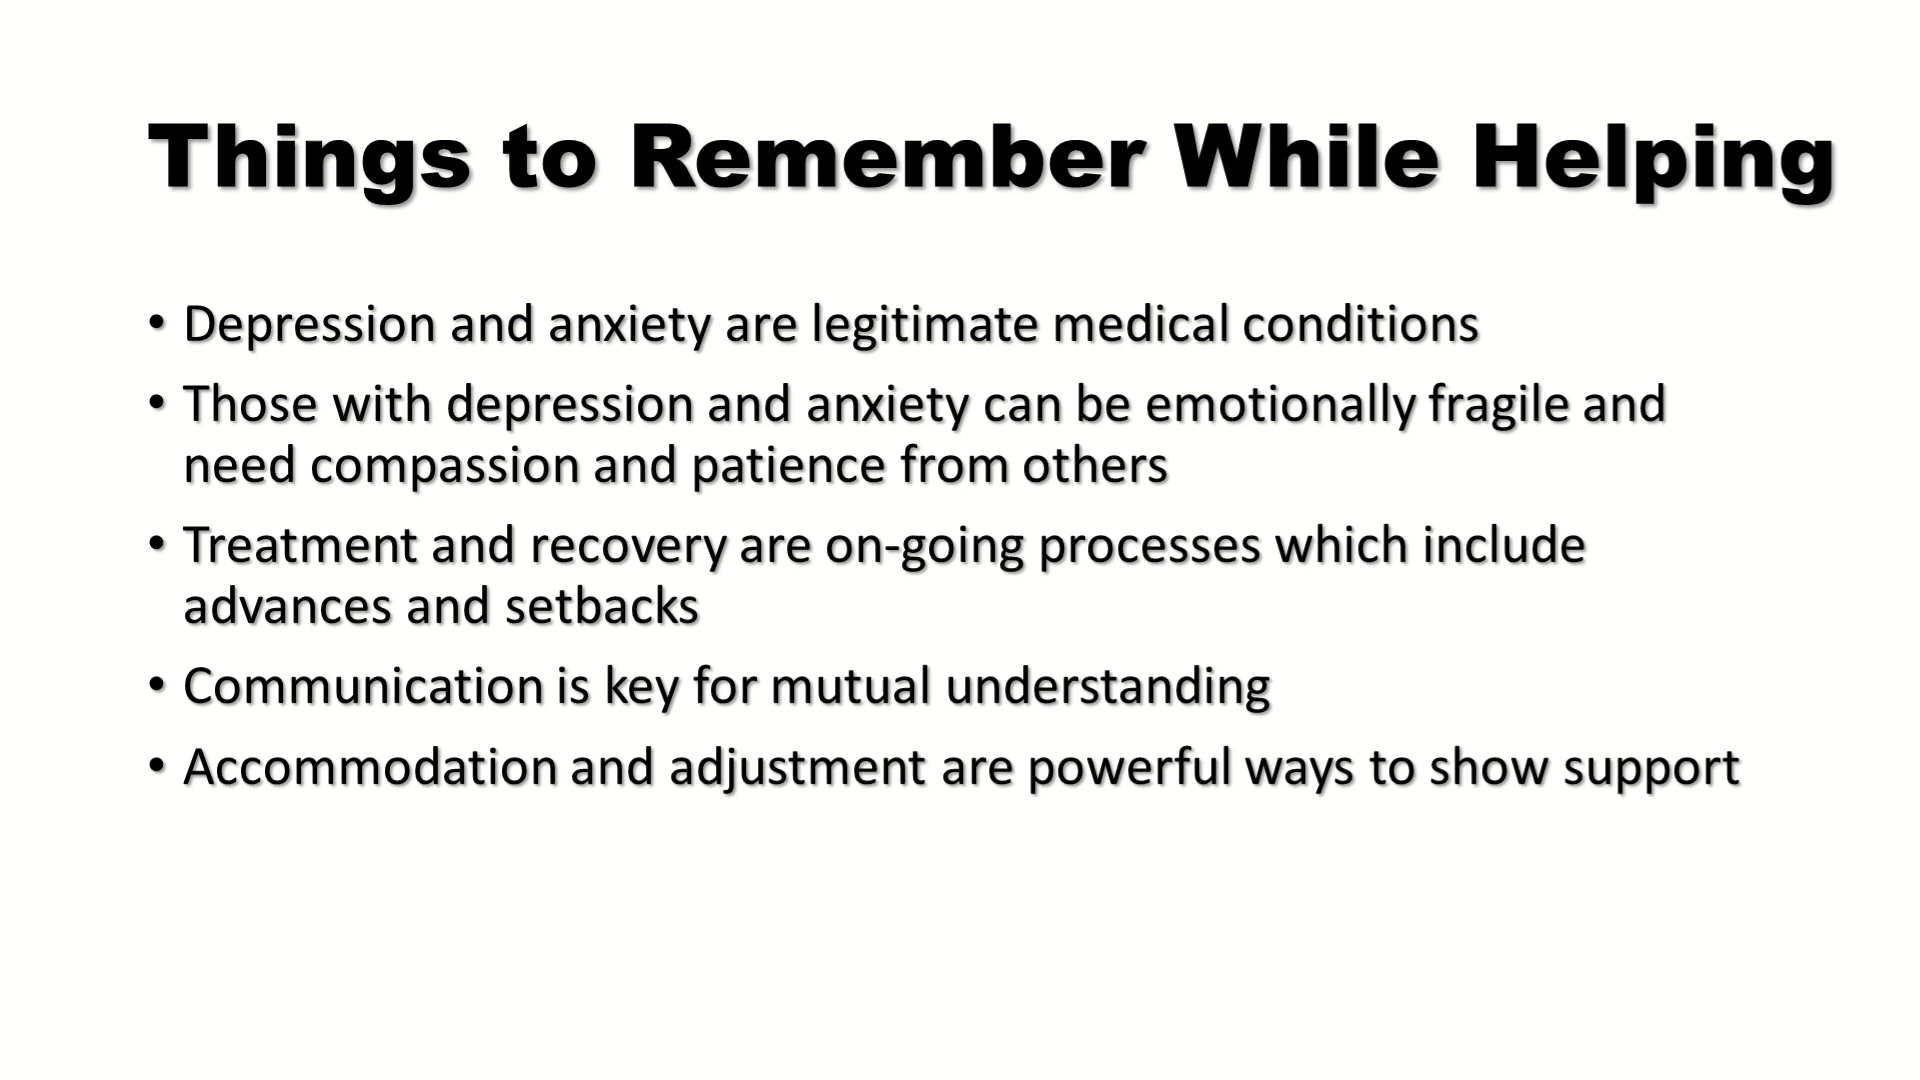 Things to Remember While Helping
• Depression and anxiety are legitimate medical conditions
• Those with depression and anxiety can be emotionally fragile and
need compassion and patience from others
• Treatment and recovery are on-going processes which include
advances and setbacks
• Communication is key for mutual understanding
• Accommodation and adjustment are powerful ways to show support